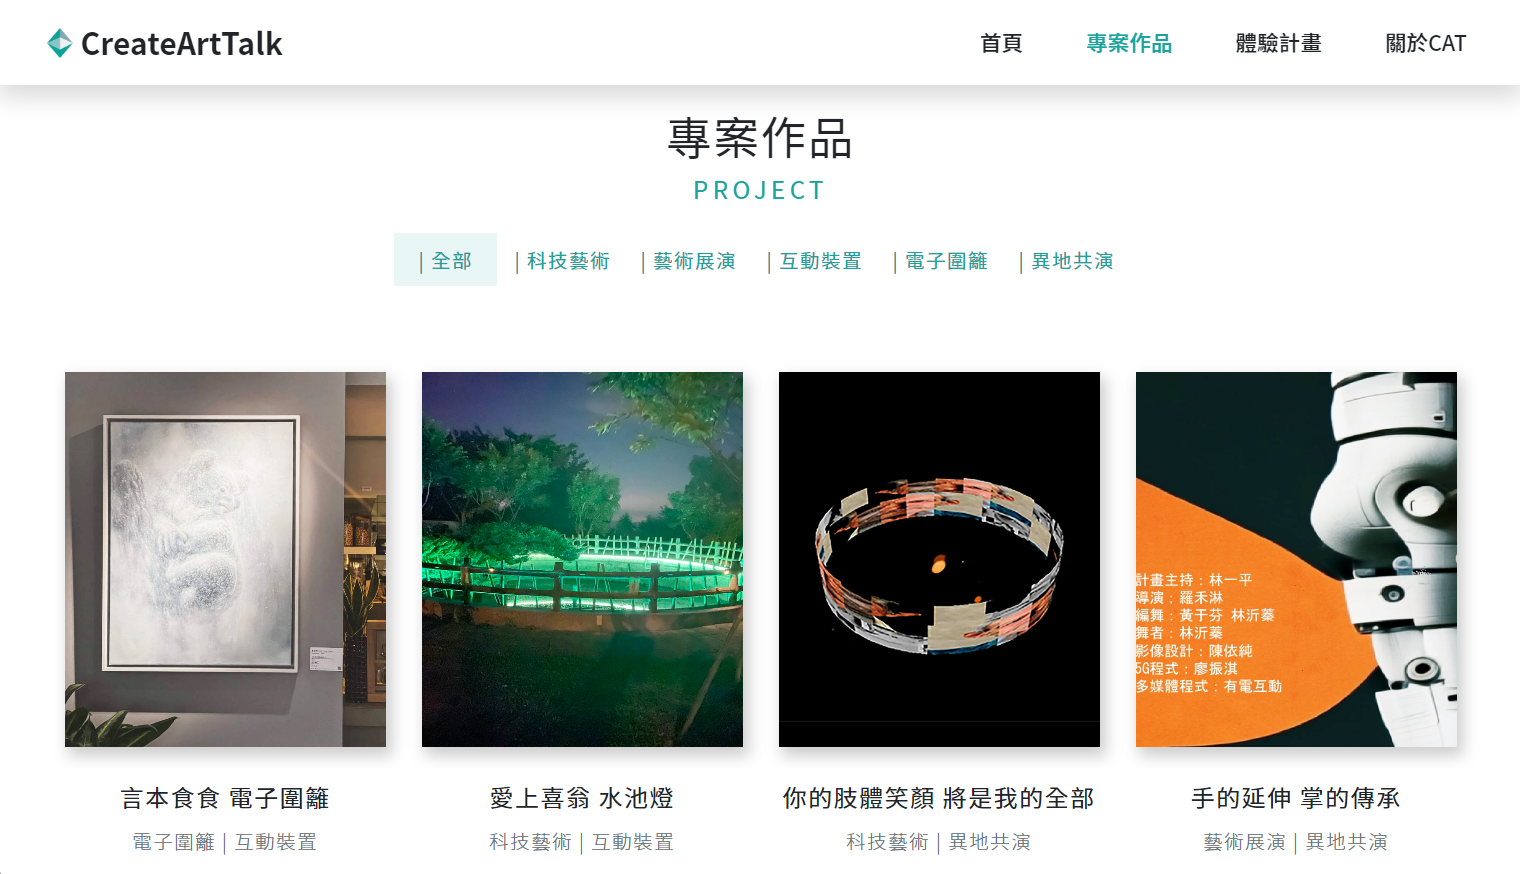 CreateArtTalk
首頁 專案作品 體驗計畫 關於CAT
專案作品
PROJECT
| 全部 | 科技藝術 | 藝術展演 | 互動裝置 | 電子圍籬 | 異地共演
計畫主持：林一平
導演：羅禾淋
編舞：黃于芬 林沂蓁
舞者：林沂蓁
影像設計：陳依純
5G程式：廖振淇
多媒體程式：有電互動
言本食食 電子圍籬
電子圍籬 | 互動裝置
愛上喜翁 水池燈
科技藝術 | 互動裝置
你的肢體笑顏 將是我的全部
科技藝術 | 異地共演
手的延伸 掌的傳承
藝術展演 | 異地共演